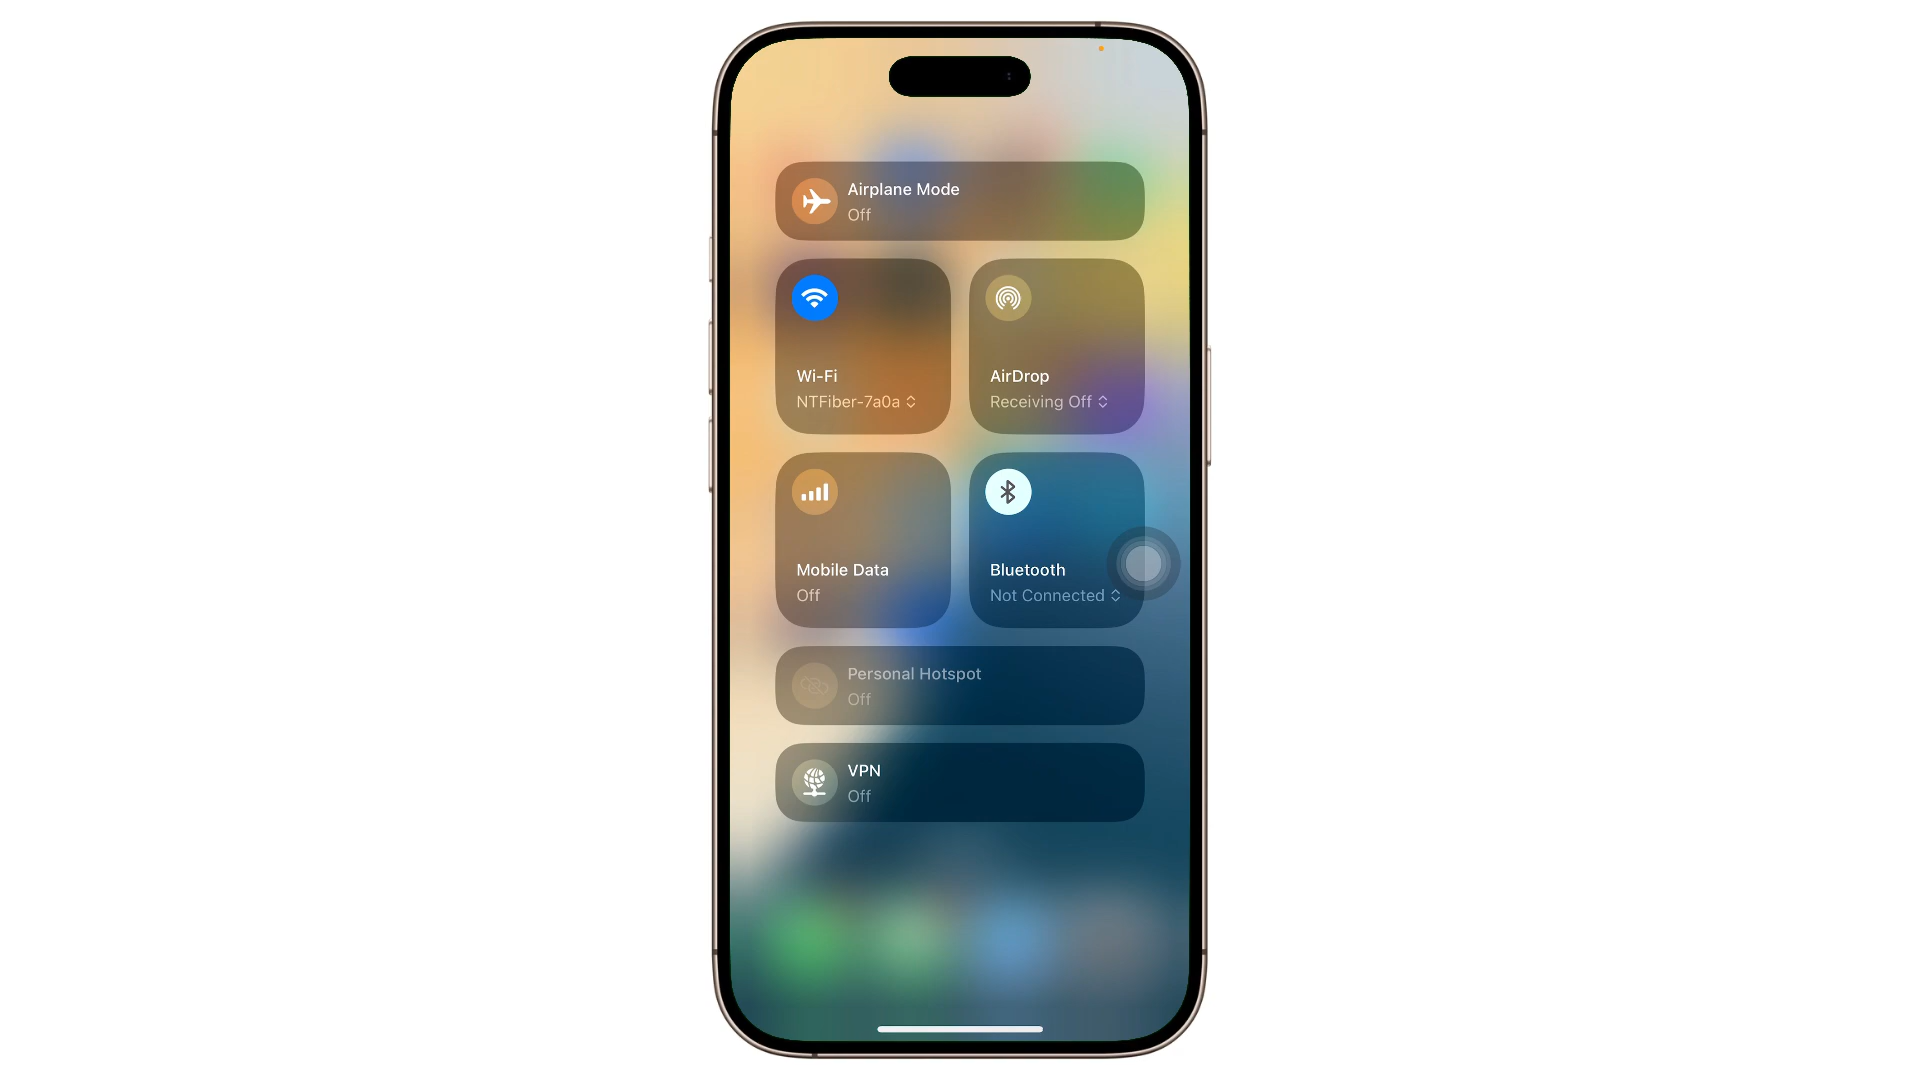 Airplane Mode
Off
Wi-Fi
NTFiber-7a0a
AirDrop
Receiving Off
Mobile Data
Off
Bluetooth
Not Connected
Personal Hotspot
Off
VPN
Off